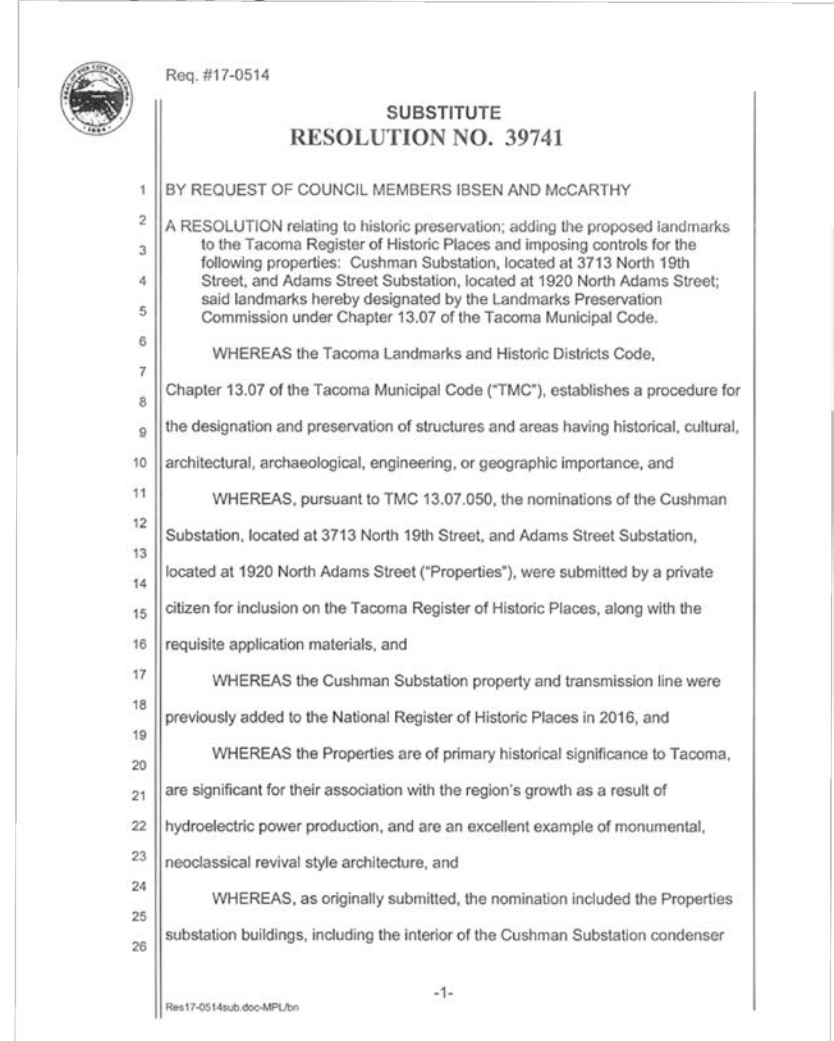 Req. #17-0514
SUBSTITUTE
RESOLUTION NO. 39741
1 BY REQUEST OF COUNCIL MEMBERS IBSEN AND McCARTHY
2 A RESOLUTION relating to historic preservation; adding the proposed landmarks
3 to the Tacoma Register of Historic Places and imposing controls for the
following properties: Cushman Substation, located at 3713 North 19th
4 Street, and Adams Street Substation, located at 1920 North Adams Street;
5 said landmarks hereby designated by the Landmarks Preservation
Commission under Chapter 13.07 of the Tacoma Municipal Code.
6 WHEREAS the Tacoma Landmarks and Historic Districts Code,
7
8 Chapter 13.07 of the Tacoma Municipal Code ("TMC"), establishes a procedure for
9 the designation and preservation of structures and areas having historical, cultural,
10 architectural, archaeological, engineering, or geographic importance, and
11 WHEREAS, pursuant to TMC 13.07.050, the nominations of the Cushman
12 Substation, located at 3713 North 19th Street, and Adams Street Substation,
13
14 located at 1920 North Adams Street ("Properties"), were submitted by a private
15 citizen for inclusion on the Tacoma Register of Historic Places, along with the
16 requisite application materials, and
17 WHEREAS the Cushman Substation property and transmission line were
18 previously added to the National Register of Historic Places in 2016, and
19
20 WHEREAS the Properties are of primary historical significance to Tacoma,
21 are significant for their association with the region's growth as a result of
22 hydroelectric power production, and are an excellent example of monumental,
23 neoclassical revival style architecture, and
24 WHEREAS, as originally submitted, the nomination included the Properties
25
26 substation buildings, including the interior of the Cushman Substation condenser
-1-
Res17-0514sub.doc-MPL/bn